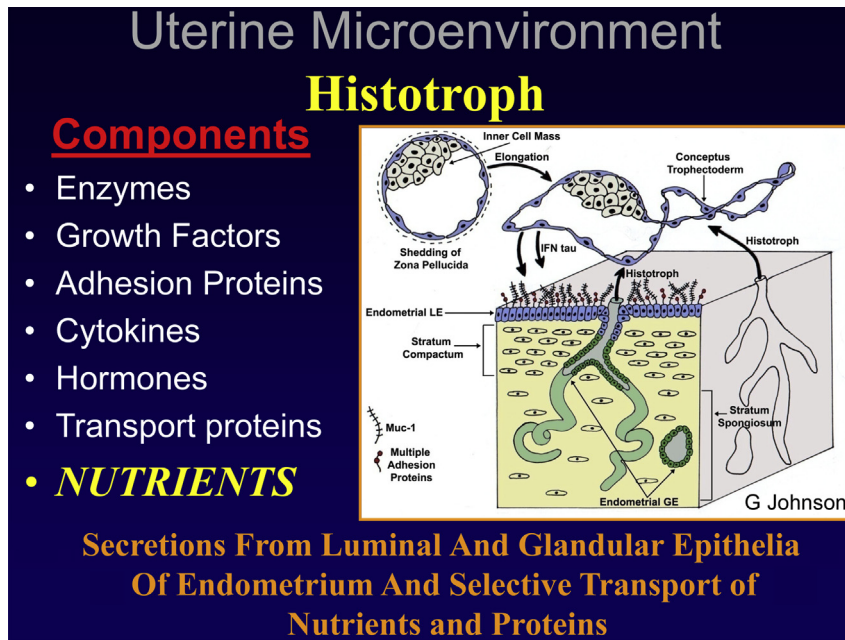 Uterine Microenvironment
Histotroph
Components
• Enzymes
• Growth Factors
• Adhesion Proteins
• Cytokines
• Hormones
• Transport proteins
• NUTRIENTS
Inner Cell Mass
Elongation
Conceptus
Trophectoderm
Shedding of
Zona Pellucida
IFN tau
Histotroph
Histotroph
Endometrial LE
Stratum
Compactum
Muc-1
Multiple
Adhesion
Proteins
Stratum
Spongiosum
Endometrial GE
G Johnson
Secretions From Luminal And Glandular Epithelia
Of Endometrium And Selective Transport of
Nutrients and Proteins